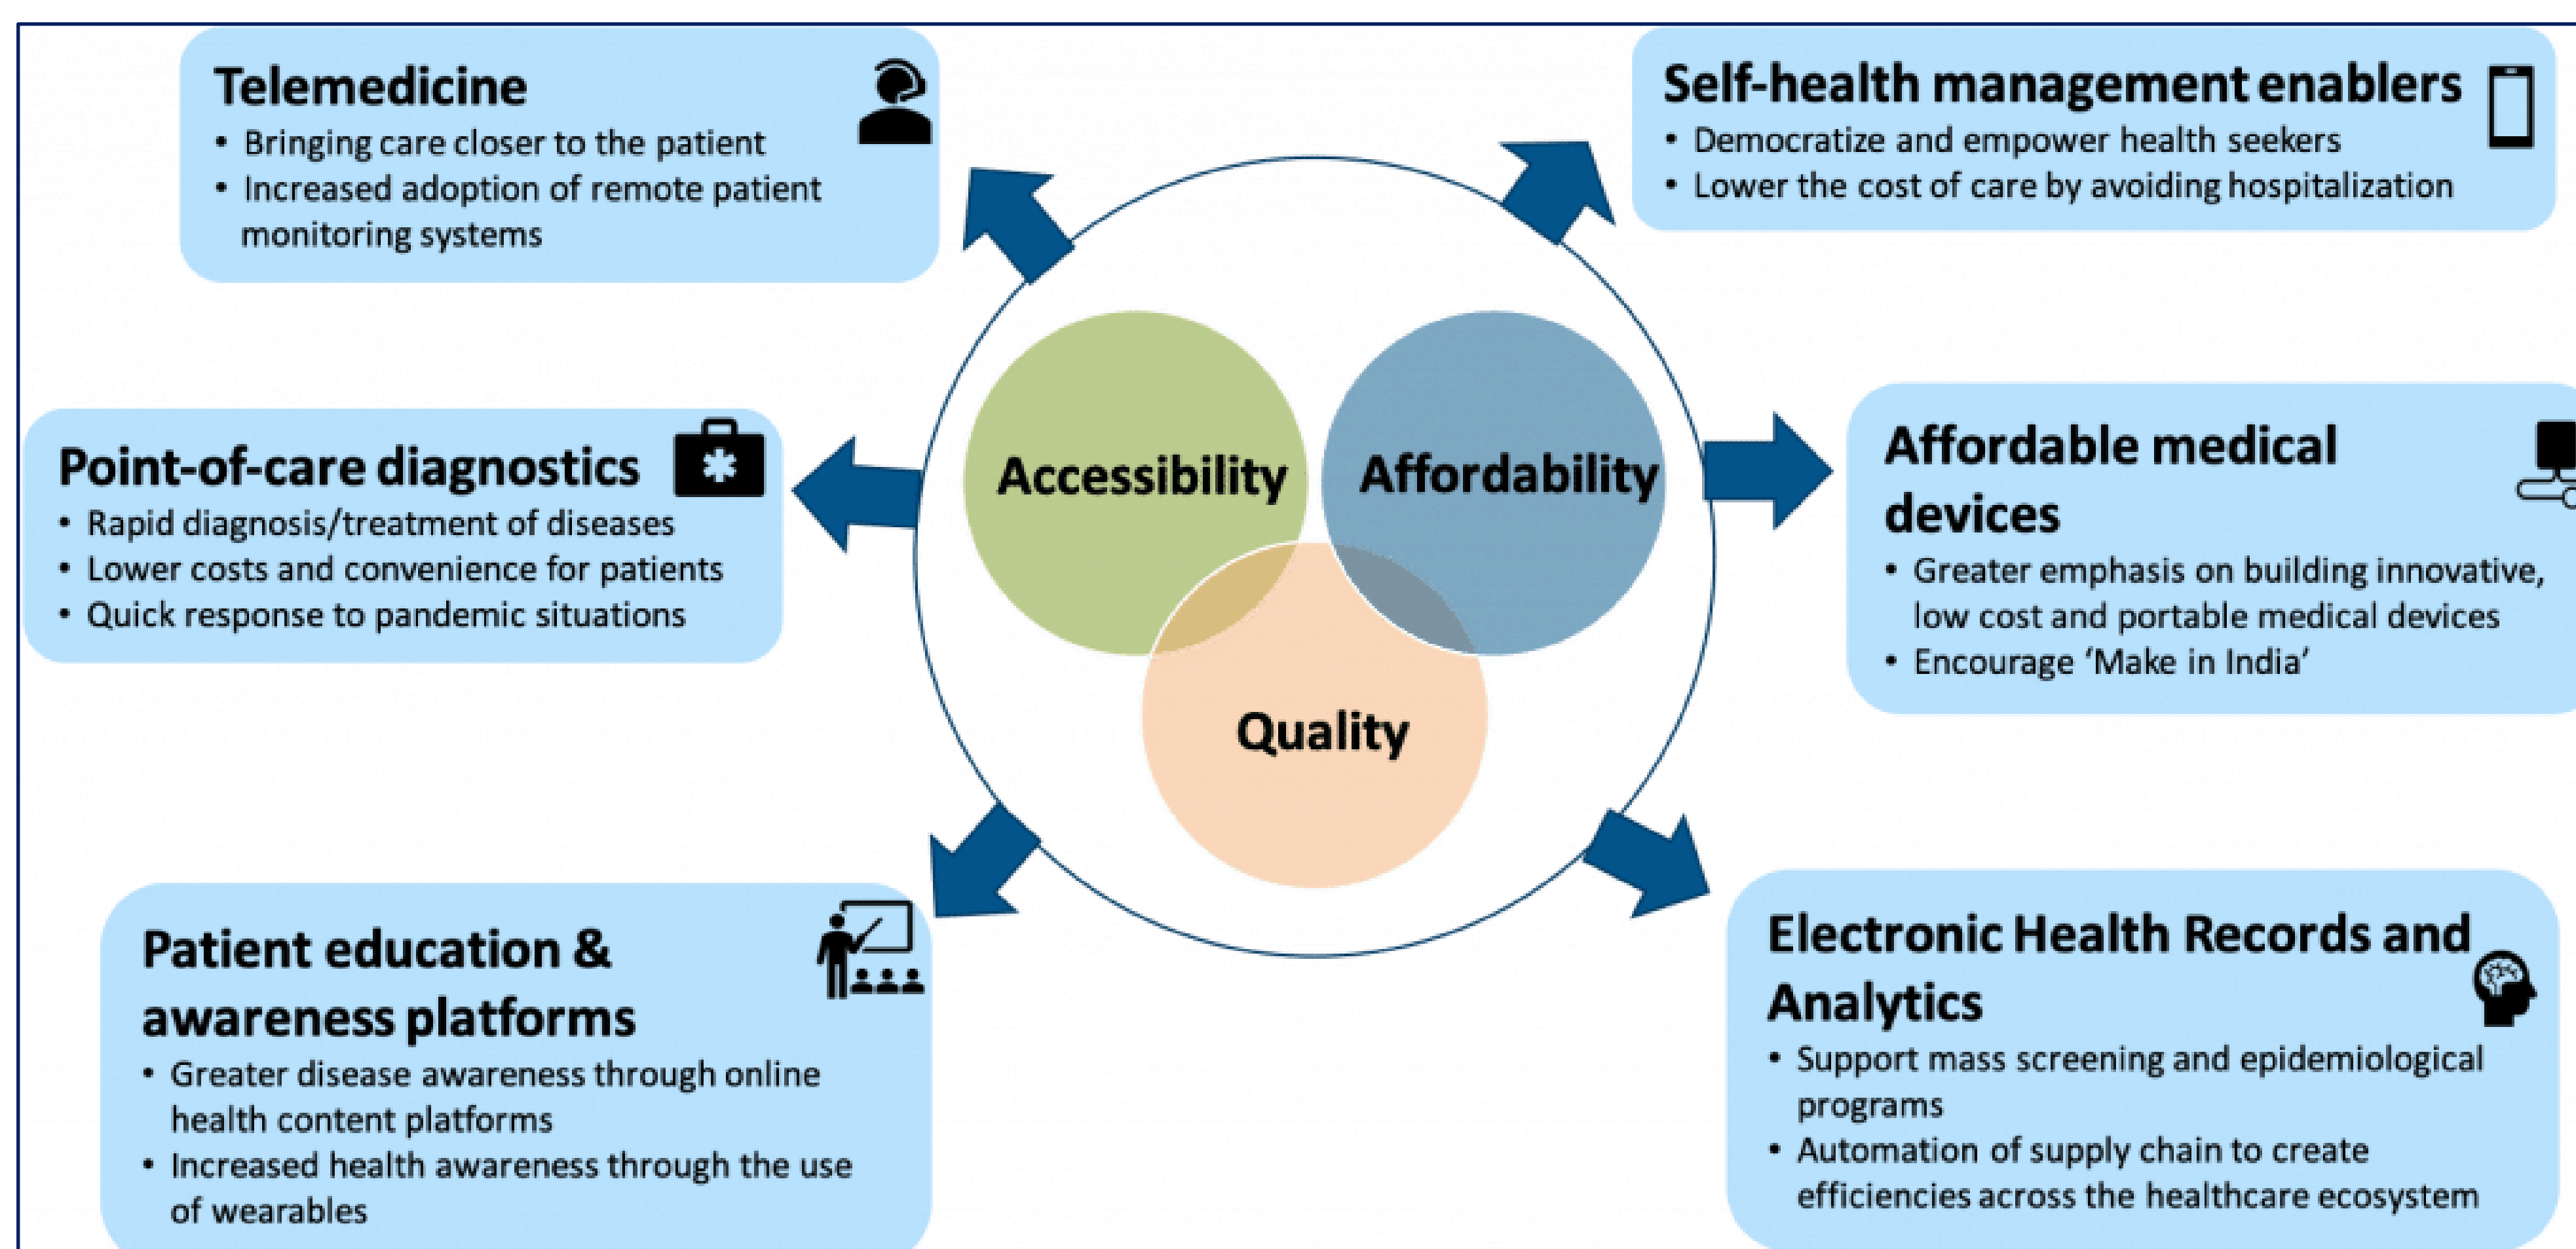 Telemedicine
• Bringing care closer to the patient
• Increased adoption of remote patient
monitoring systems
Self-health management enablers
• Democratize and empower health seekers
• Lower the cost of care by avoiding hospitalization
Point-of-care diagnostics
• Rapid diagnosis/treatment of diseases
• Lower costs and convenience for patients
• Quick response to pandemic situations
Accessibility
Affordability
Quality
Affordable medical
devices
• Greater emphasis on building innovative,
low cost and portable medical devices
• Encourage ‘Make in India’
Patient education &
awareness platforms
• Greater disease awareness through online
health content platforms
• Increased health awareness through the use
of wearables
Electronic Health Records and
Analytics
• Support mass screening and epidemiological
programs
• Automation of supply chain to create
efficiencies across the healthcare ecosystem